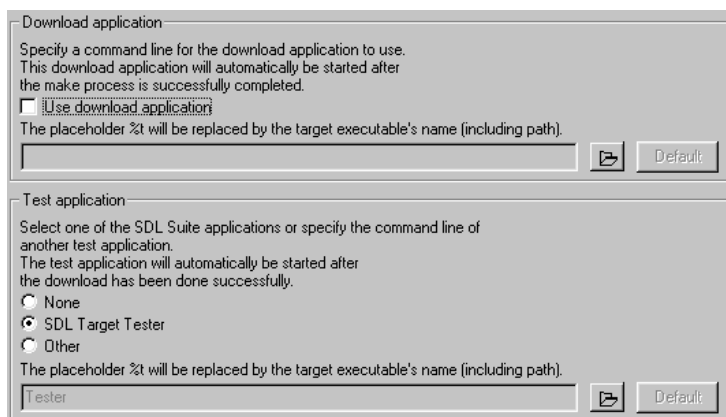 Download application
Specify a command line for the download application to use.
This download application will automatically be started after
the make process is successfully completed.
Use download application
The placeholder %t will be replaced by the target executable's name (including path).
Default
Test application
Select one of the SDL Suite applications or specify the command line of
another test application.
The test application will automatically be started after
the download has been done successfully.
None
SDL Target Tester
Other
The placeholder %t will be replaced by the target executable's name (including path).
Tester Default